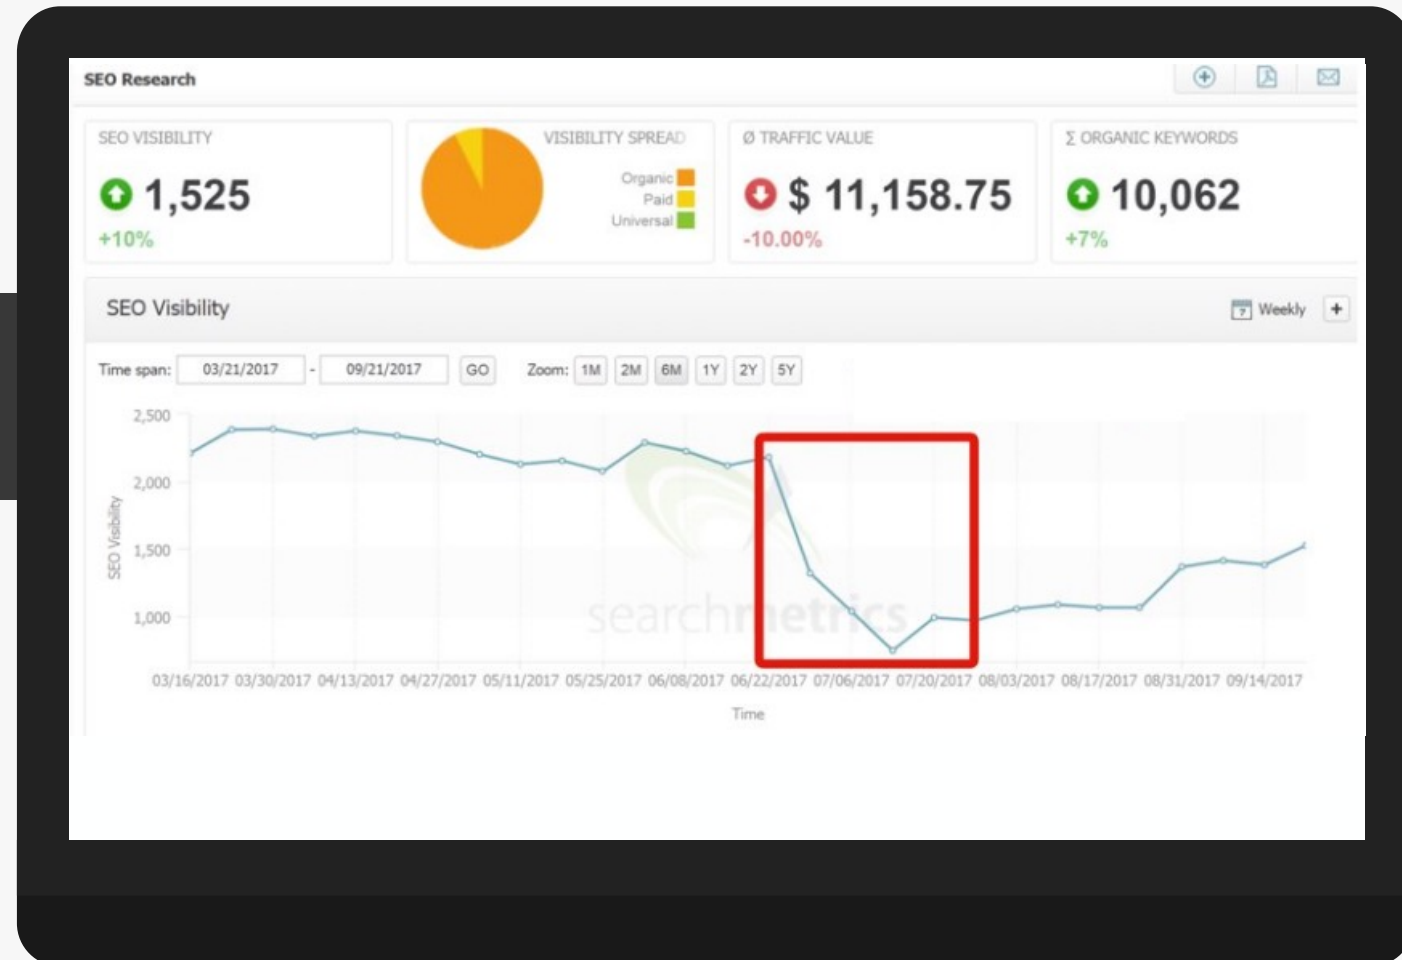 SEO Research
SEO VISIBILITY
1,525
+10%
VISIBILITY SPREAD
Organic
Paid
Universal
Ø TRAFFIC VALUE
$ 11,158.75
-10.00%
Σ ORGANIC KEYWORDS
10,062
+7%
SEO Visibility
7 Weekly +
Time span: 03/21/2017 - 09/21/2017 GO Zoom: 1M 2M 6M 1Y 2Y 5Y
2,500
2,000
1,500
1,000
SEO Visibility
searchmetrics
03/16/2017 03/30/2017 04/13/2017 04/27/2017 05/11/2017 05/25/2017 06/08/2017 06/22/2017 07/06/2017 07/20/2017 08/03/2017 08/17/2017 08/31/2017 09/14/2017
Time